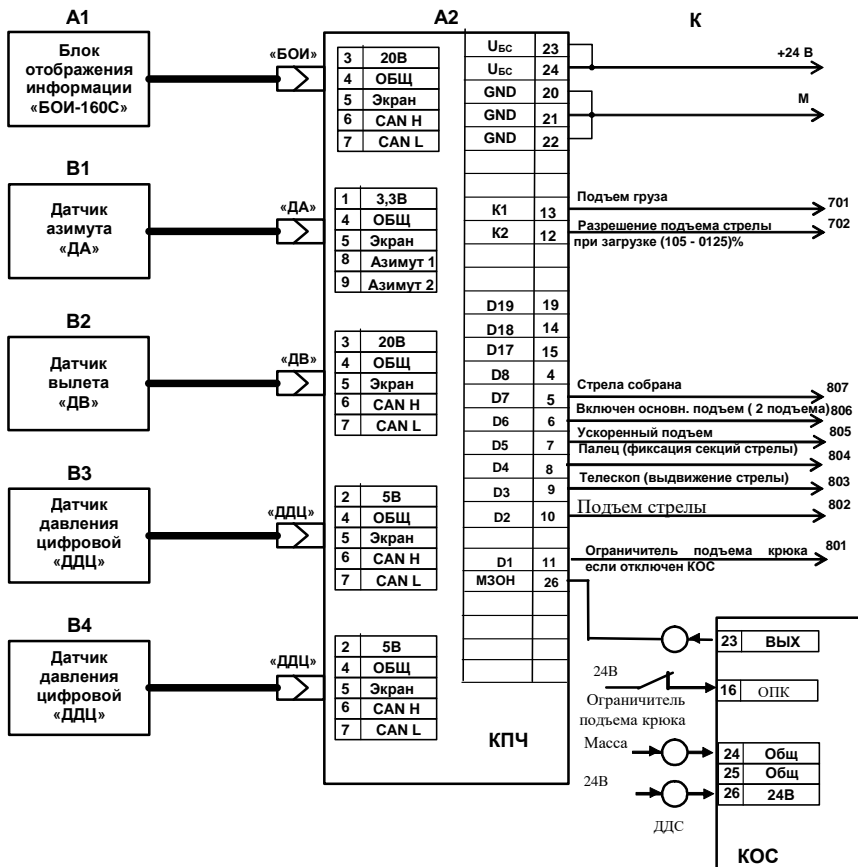 A1
A2
К
Блок
отображения
информации
«БОИ-160С»
«БОИ»
3 20В
4 ОБЩ
5 Экран
6 CAN H
7 CAN L
UБС 23
UБС 24
GND 20
GND 21
GND 22
+24 В
М
B1
Датчик
азимута
«ДА»
«ДА»
1 3,3В
4 ОБЩ
5 Экран
8 Азимут 1
9 Азимут 2
К1 13
К2 12
Подъем груза
701
Разрешение подъема стрелы
при загрузке (105 - 0125)%
702
B2
Датчик
вылета
«ДВ»
«ДВ»
3 20В
4 ОБЩ
5 Экран
6 CAN H
7 CAN L
D19 19
D18 14
D17 15
D8 4
D7 5
D6 6
D5 7
D4 8
D3 9
D2 10
D1 11
МЗОН 26
Стрела собрана
807
Включен основн. подъем ( 2 подъема)
806
Ускоренный подъем
805
Палец (фиксация секций стрелы)
804
Телескоп (выдвижение стрелы)
803
Подъем стрелы
802
Ограничитель подъема крюка
если отключен КОС
801
B3
Датчик
давления
цифровой
«ДДЦ»
«ДДЦ»
2 5В
4 ОБЩ
5 Экран
6 CAN H
7 CAN L
B4
Датчик
давления
цифровой
«ДДЦ»
«ДДЦ»
2 5В
4 ОБЩ
5 Экран
6 CAN H
7 CAN L
КПЧ
23 ВЫХ
24В
16 ОПК
Ограничитель
подъема крюка
Масса
24 Общ
25 Общ
24В
26 24В
ДДС
КОС